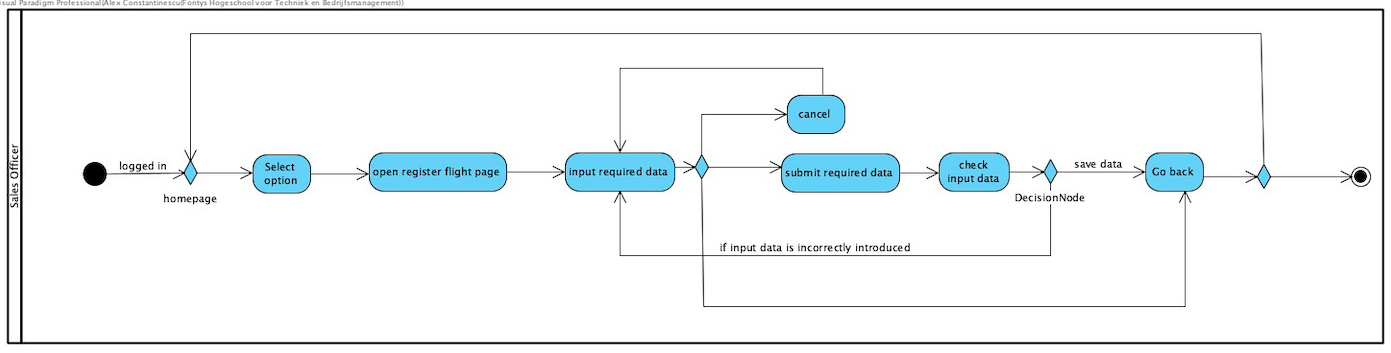 isual Paradigm Professional(Alex Constantinescu(Fontys Hogeschool voor Techniek en Bedrijfsmanagement))
Sales Officer
logged in
homepage
Select
option
open register flight page
input required data
cancel
submit required data
check
input data
DecisionNode
save data
Go back
if input data is incorrectly introduced